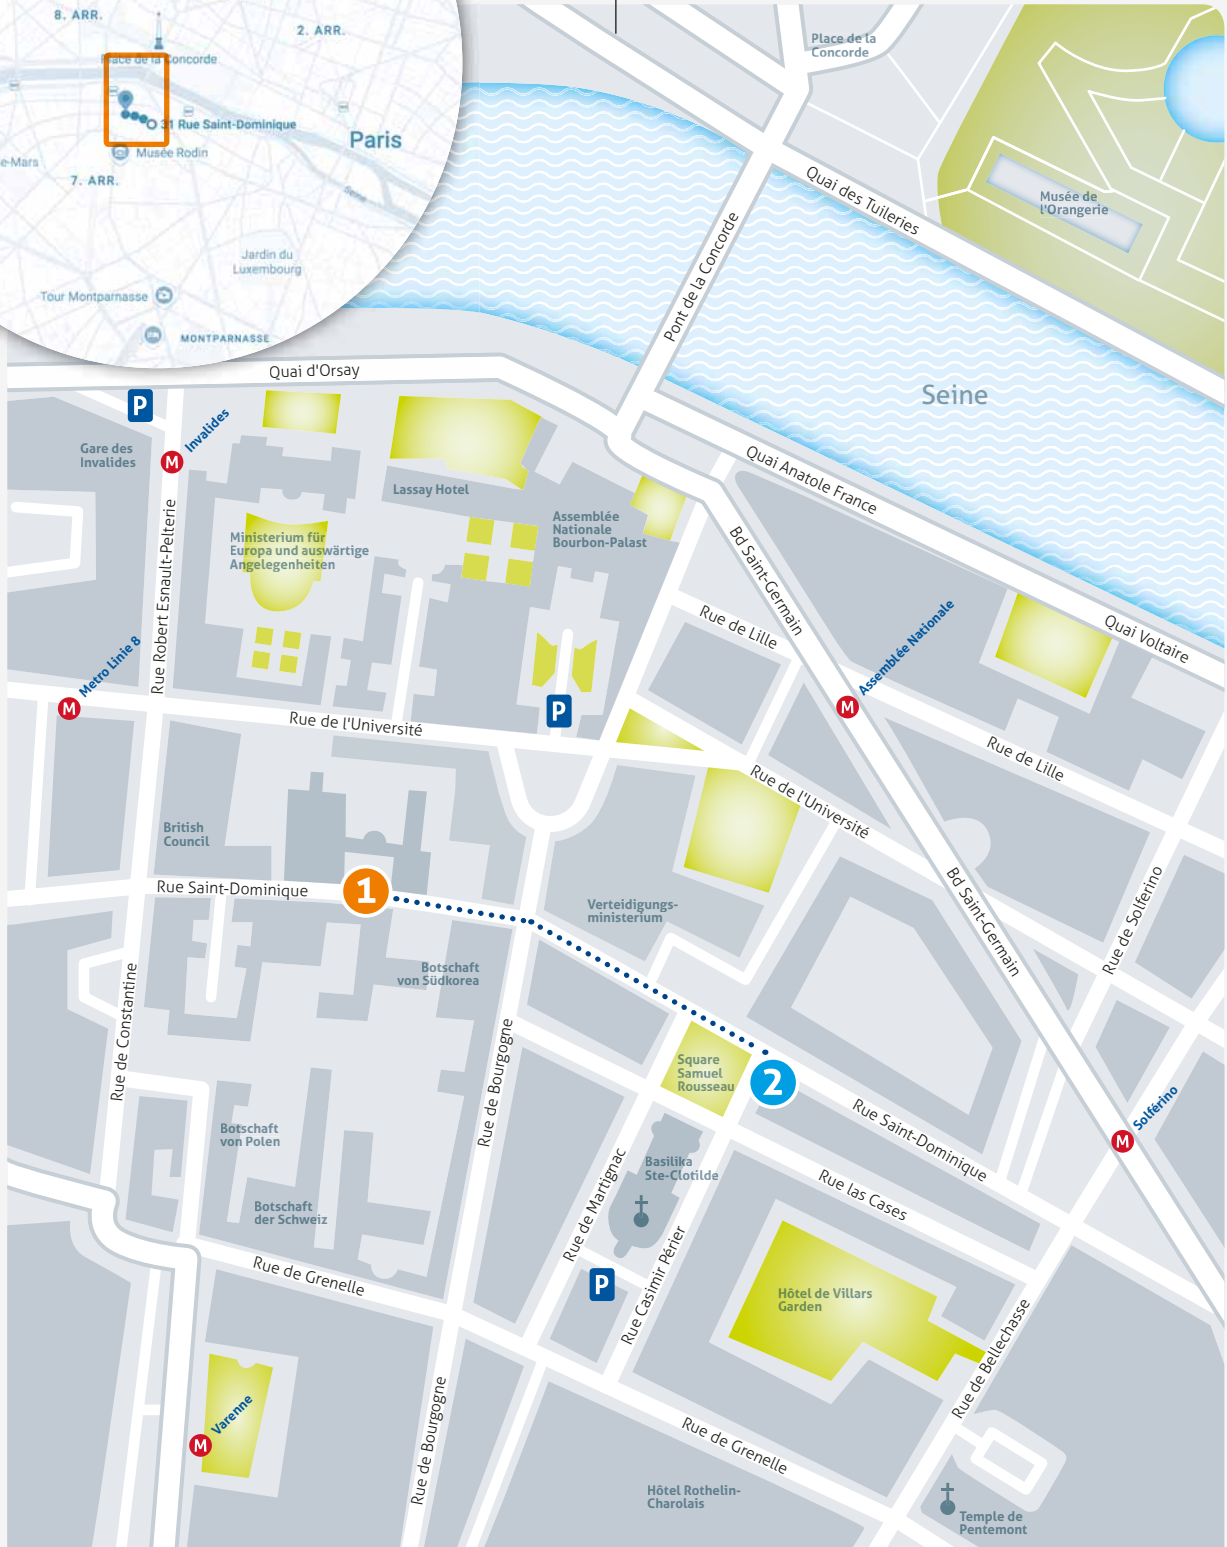 8. ARR.
2. ARR.
Place de la Concorde
31 Rue Saint-Dominique
Paris
e-Mars
Musée Rodin
7. ARR.
Seine
Jardin du
Luxembourg
Tour Montparnasse
MONTPARNASSE
Place de la
Concorde
Quai des Tuileries
Musée de
l'Orangerie
Pont de la Concorde
Seine
Quai d'Orsay
P
Invalides
M
Gare des
Invalides
Lassay Hotel
Quai Anatole France
Assemblée
Nationale
Bourbon-Palast
Ministerium für
Europa und auswärtige
Angelegenheiten
Rue Robert Esnault-Pelterie
Bd Saint-Germain
Rue de Lille
Assemblée Nationale
M
Quai Voltaire
Metro Linie 8
M
P
Rue de l'Université
Rue de Lille
Rue de l'Université
British
Council
Rue Saint-Dominique
1
Verteidigungs-
ministerium
Bd Saint-Germain
Rue de Solferino
Botschaft
von Südkorea
Rue de Constantine
Rue de Bourgogne
Square
Samuel
Rousseau
2
Rue Saint-Dominique
Solférino
M
Botschaft
von Polen
Basilika
Ste-Clotilde
Rue las Cases
Rue de Martignac
Botschaft
der Schweiz
Rue de Grenelle
P
Rue Casimir Périer
Hôtel de Villars
Garden
Rue de Bellechasse
Varenne
M
Rue de Bourgogne
Rue de Grenelle
Hôtel Rothelin-
Charolais
Temple de
Pentemont